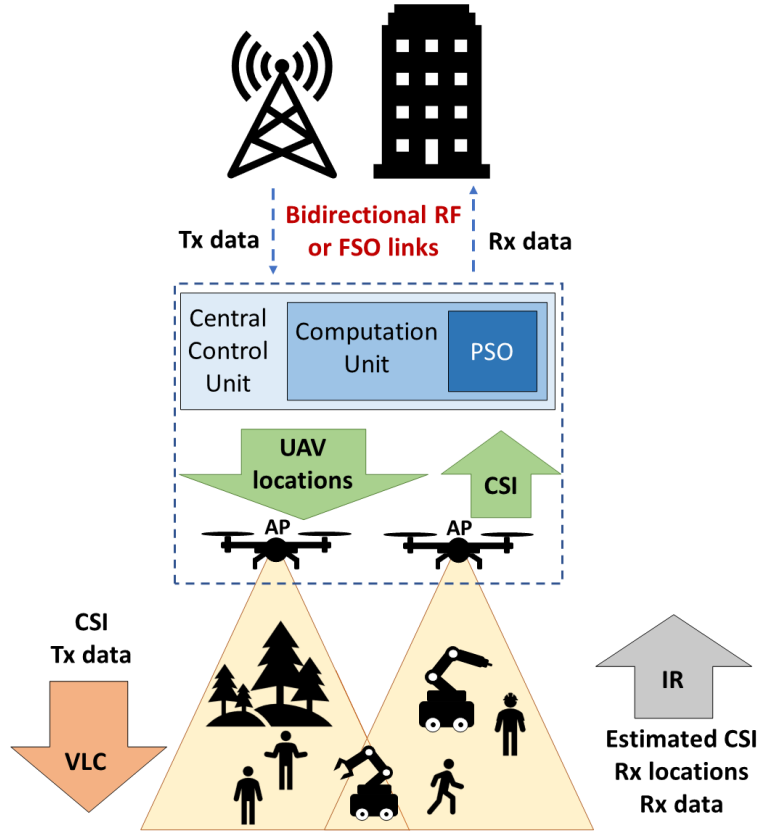 Tx data
Bidirectional RF
or FSO links
Rx data
Central
Control
Unit
Computation
Unit
PSO
UAV
locations
CSI
AP
AP
CSI
Tx data
VLC
IR
Estimated CSI
Rx locations
Rx data